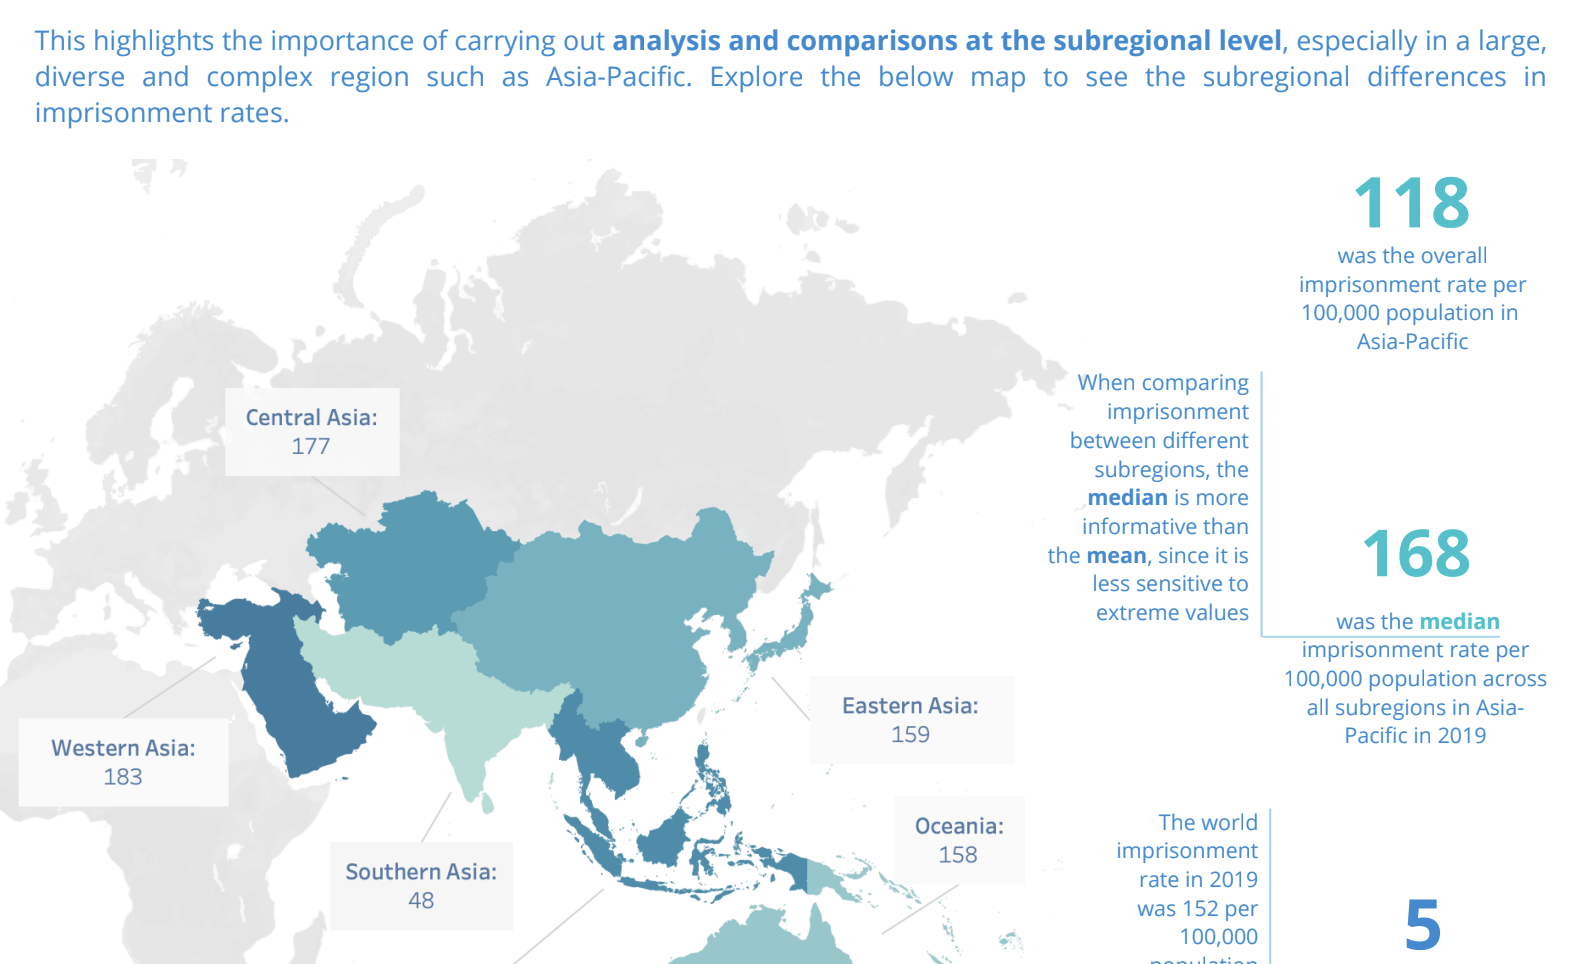 This highlights the importance of carrying out analysis and comparisons at the subregional level, especially in a large,
diverse and complex region such as Asia-Pacific. Explore the below map to see the subregional differences in
imprisonment rates.
118
was the overall
imprisonment rate per
100,000 population in
Asia-Pacific
When comparing
imprisonment
between different
subregions, the
median is more
informative than
the mean, since it is
less sensitive to
extreme values
168
was the median
imprisonment rate per
100,000 population across
all subregions in Asia-
Pacific in 2019
Central Asia:
177
Eastern Asia:
159
Western Asia:
183
Oceania:
158
Southern Asia:
48
The world
imprisonment
rate in 2019
was 152 per
100,000
population
5